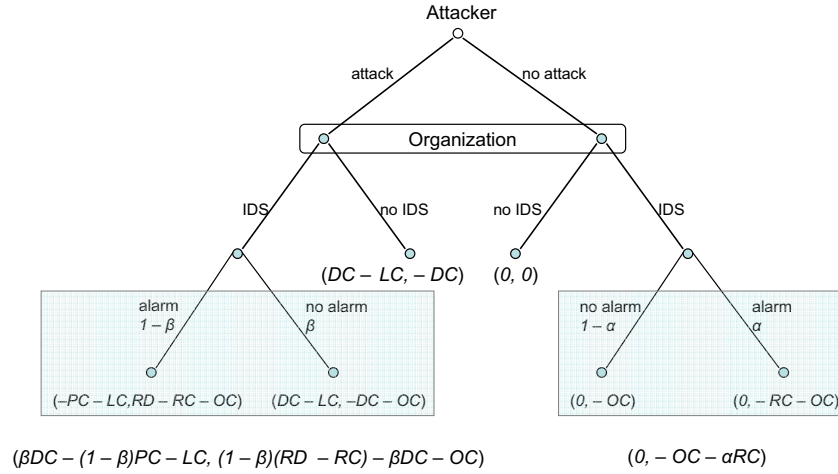 Attacker
attack
no attack
Organization
IDS
no IDS
no IDS
IDS
(DC – LC, – DC)
(0, 0)
alarm
1 – β
no alarm
β
no alarm
1 – α
alarm
α
(–PC – LC,RD – RC – OC)
(DC – LC, –DC – OC)
(0, – OC)
(0, – RC – OC)
(βDC – (1 – β)PC – LC, (1 – β)(RD – RC) – βDC – OC)
(0, – OC – αRC)